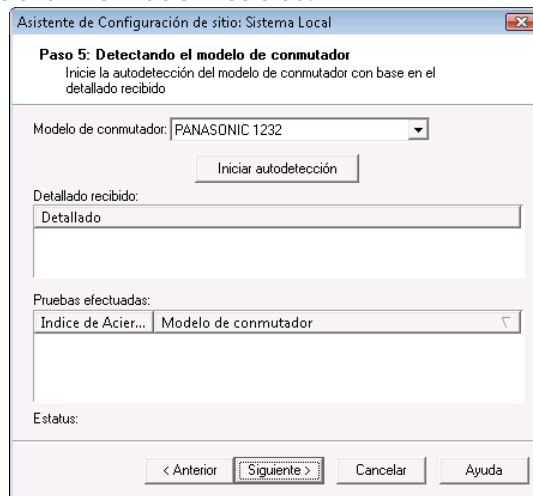 Asistente de Configuración de sitio: Sistema Local
Paso 5: Detectando el modelo de conmutador
Inicie la autodetección del modelo de conmutador con base en el
detallado recibido
Modelo de conmutador: PANASONIC 1232
Iniciar autodetección
Detallado recibido:
Detallado
Pruebas efectuadas:
Indice de Acier... Modelo de conmutador
Estatus:
< Anterior Siguiente > Cancelar Ayuda